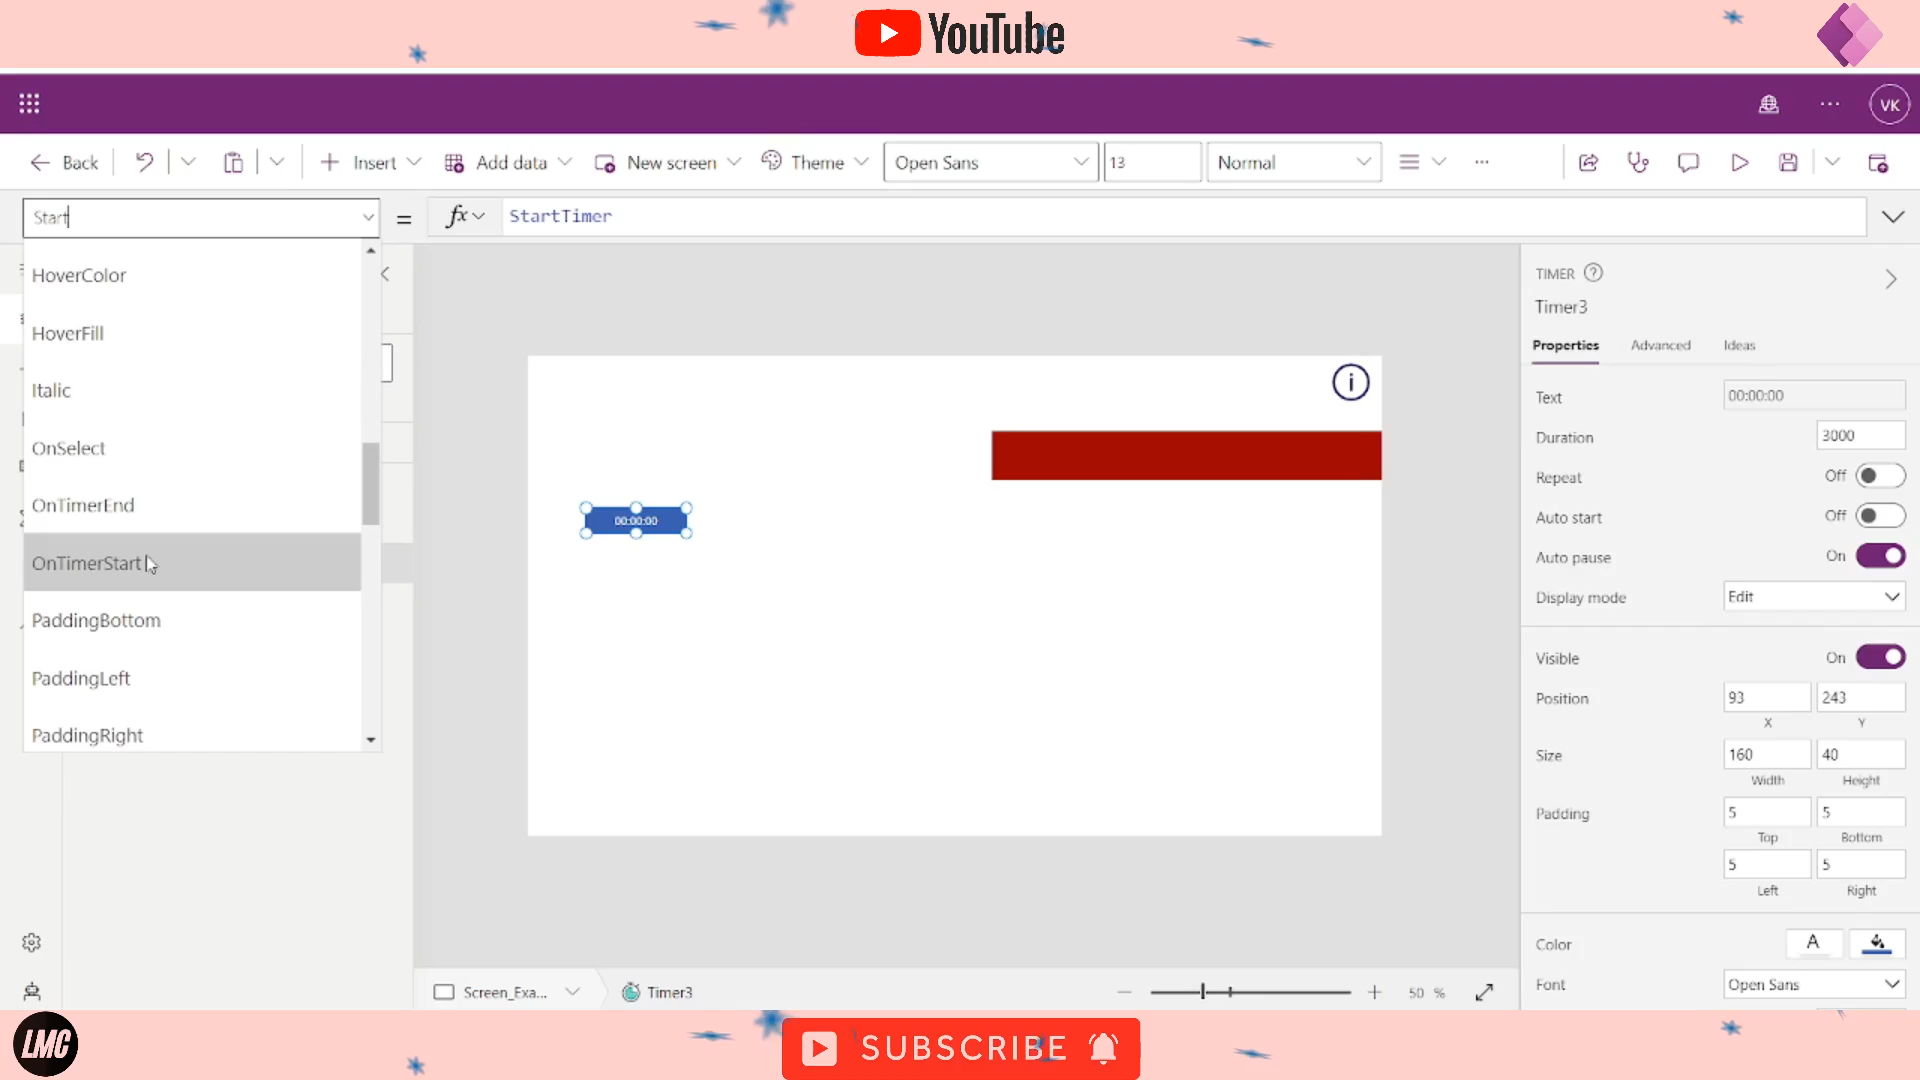 YouTube
VK
Back
Insert
Add data
New screen
Theme
Open Sans
13
Normal
Start
=
fx
StartTimer
HoverColor
HoverFill
Italic
OnSelect
OnTimerEnd
OnTimerStart
PaddingBottom
PaddingLeft
PaddingRight
i
00:00:00
TIMER ?
Timer3
Properties
Advanced
Ideas
Text
00:00:00
Duration
3000
Repeat
Off
Auto start
Off
Auto pause
On
Display mode
Edit
Visible
On
Position
93
243
X
Y
Size
160
40
Width
Height
Padding
5
5
Top
Bottom
5
5
Left
Right
Color
A
Font
Open Sans
Screen_Exa...
Timer3
50 %
LMC
SUBSCRIBE